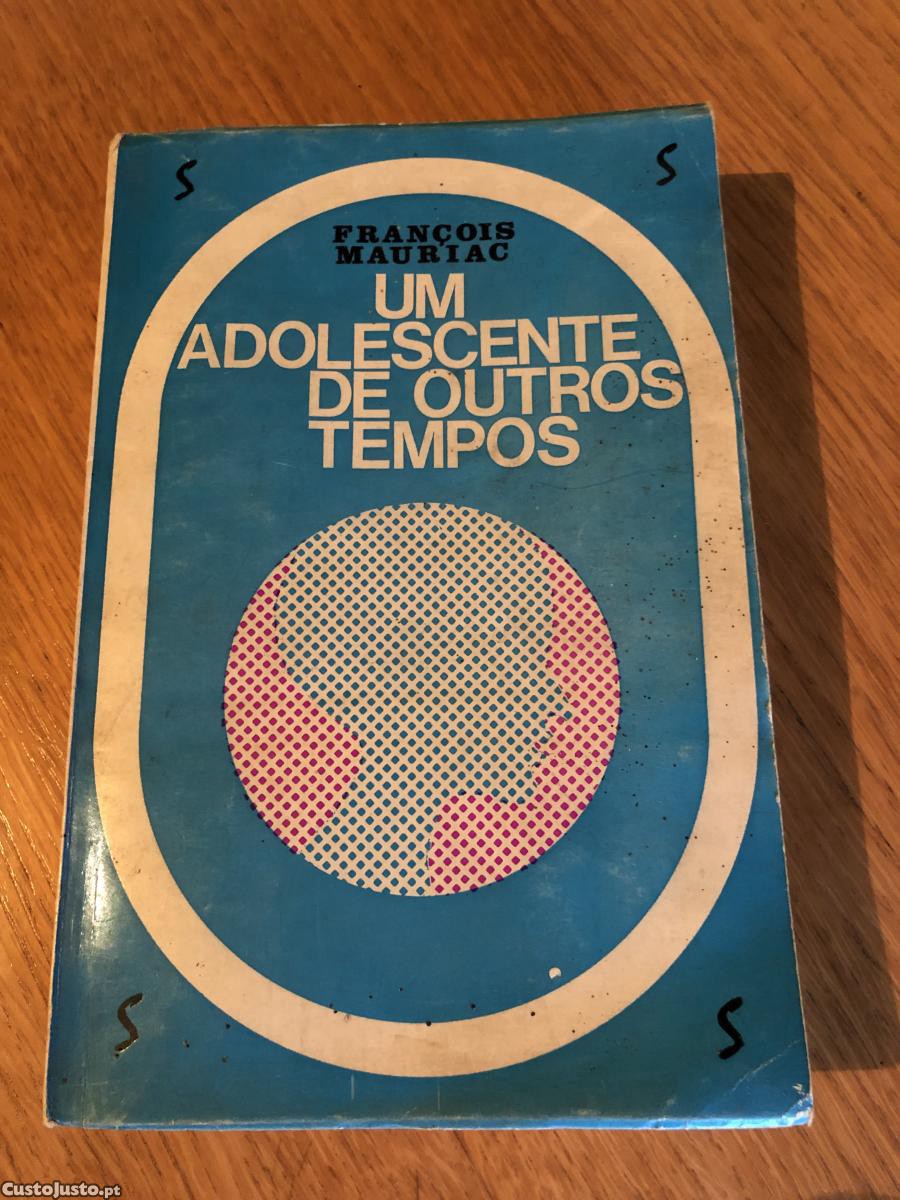 S S
FRANÇOIS
MAURIAC
UM
ADOLESCENTE
DE OUTROS
TEMPOS
S S
CustoJusto.pt